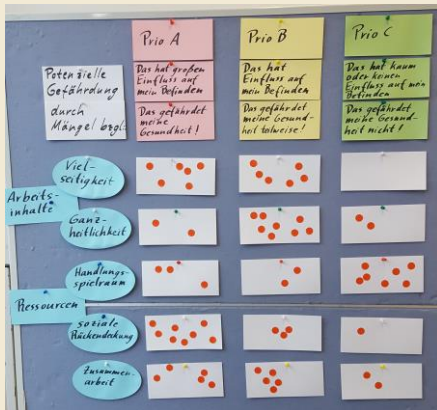 Prio A
Prio B
Prio C
Potenzielle
Gefährdung
durch
Mängel bzgl.
Das hat großen
Einfluss auf
mein Befinden
Das hat
Einfluss auf
mein Befinden
Das hat kaum
oder keinen
Einfluss auf mein
Befinden
Das gefährdet
meine
Gesundheit!
Das gefährdet
meine Gesund-
heit teilweise!
Das gefährdet
meine Gesund-
heit nicht!
Viel-
seitigkeit
Arbeits-
inhalte
Ganz-
heitlichkeit
Handlungs-
spielraum
Ressourcen
soziale
Rückendeckung
Zusammen-
arbeit